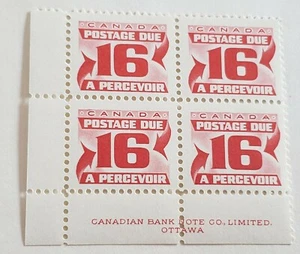 CANADA CANADA
POSTAGE DUE POSTAGE DUE
16 16
A PERCEVOIR A PERCEVOIR
CANADA CANADA
POSTAGE DUE POSTAGE DUE
16 16
A PERCEVOIR A PERCEVOIR
CANADIAN BANK NOTE CO. LIMITED.
OTTAWA